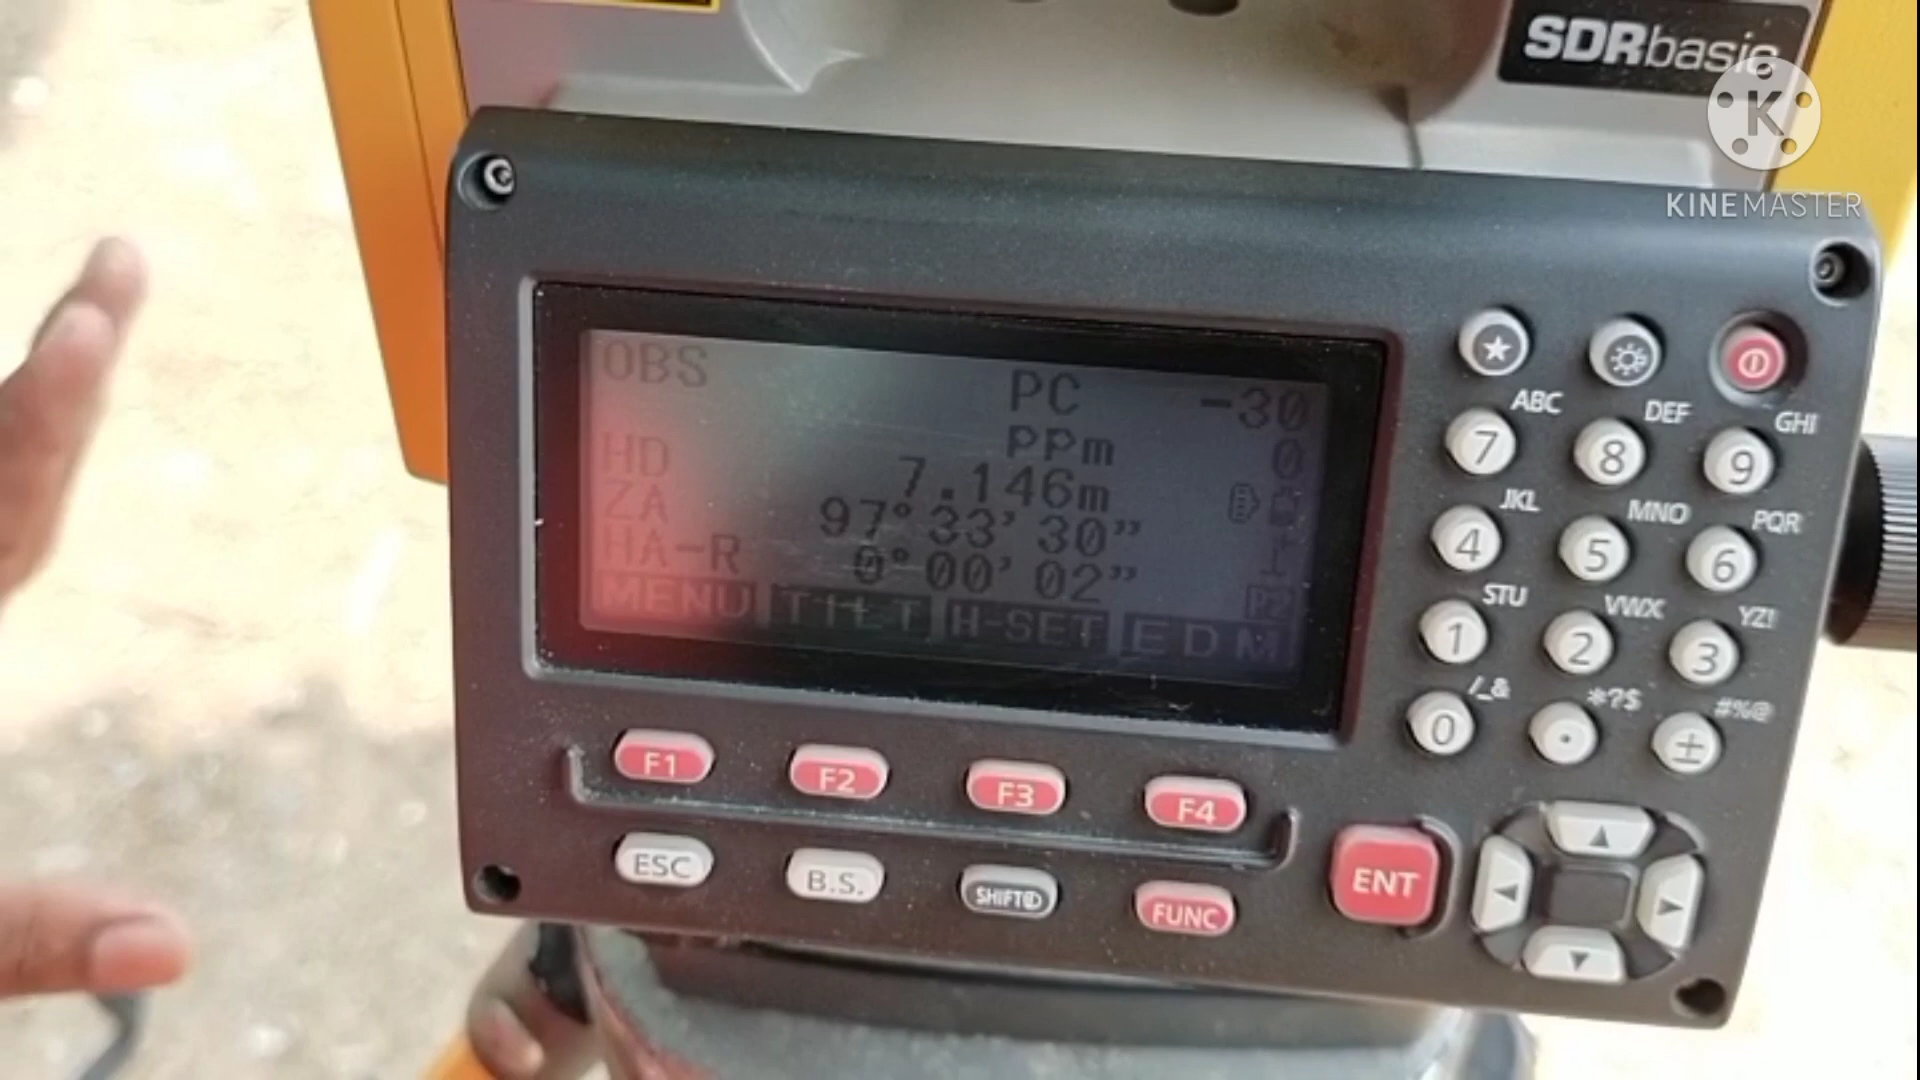 SDRbasic
KINEMASTER
OBS
PC -30
ppm 0
HD 7.146m
ZA 97°33'30"
HA-R 0°00'02"
P2
MENU TILT H-SET EDM
ABC DEF GHI
7 8 9
JKL MNO PQR
4 5 6
STU VWX YZ!
1 2 3
/_& *?$ #%@
0 . ±
F1 F2 F3 F4
ESC B.S. SHIFT FUNC
ENT